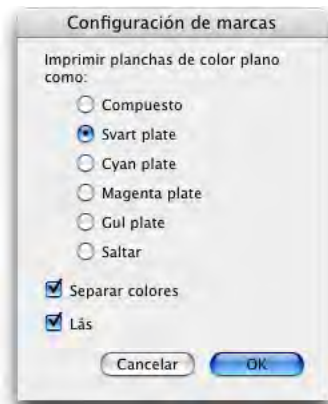 Configuración de marcas
Imprimir planchas de color plano
como:
Compuesto
Svart plate
Cyan plate
Magenta plate
Gul plate
Saltar
Separar colores
Lås
Cancelar
OK